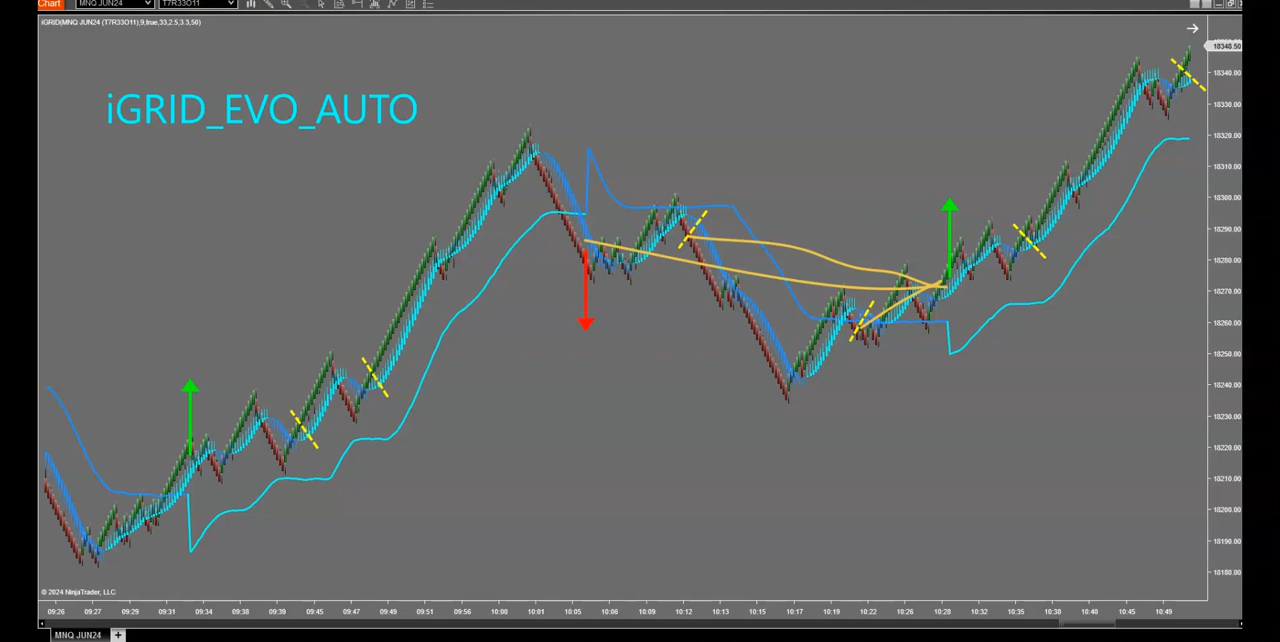 Chart
MNQ JUN24
T7R33O11
iGRID(MNQ JUN24 (T7R33O11),9,true,33,2.5,3 3,50)
iGRID_EVO_AUTO
18348.50
18340.00
18330.00
18320.00
18310.00
18300.00
18290.00
18280.00
18270.00
18260.00
18250.00
18240.00
18230.00
18220.00
18210.00
18200.00
18190.00
18180.00
© 2024 NinjaTrader, LLC
09:26 09:27 09:29 09:31 09:34 09:38 09:39 09:45 09:47 09:49 09:51 09:56 10:00 10:01 10:05 10:06 10:09 10:12 10:13 10:15 10:17 10:19 10:22 10:26 10:28 10:32 10:35 10:38 10:40 10:45 10:49
MNQ JUN24 +